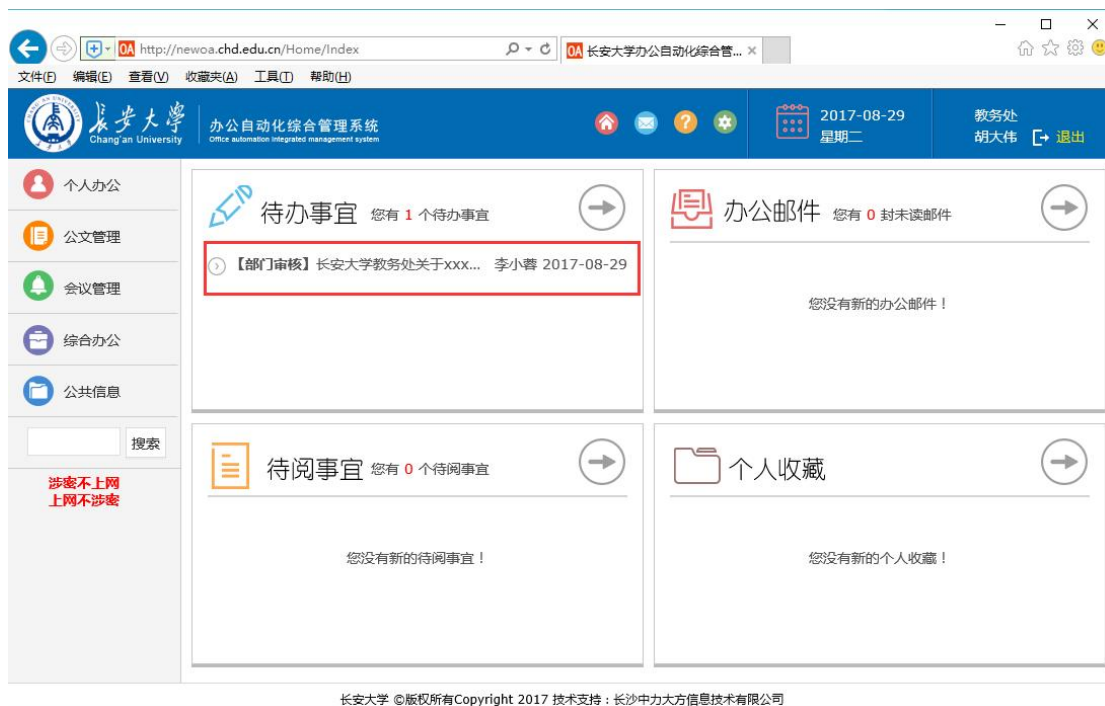 http://newoa.chd.edu.cn/Home/Index
OA 长安大学办公自动化综合管...
文件(F) 编辑(E) 查看(V) 收藏夹(A) 工具(T) 帮助(H)
长安大学
Chang'an University
办公自动化综合管理系统
Office automation integrated management system
2017-08-29
星期二
教务处
胡大伟 退出
个人办公
公文管理
会议管理
综合办公
公共信息
搜索
涉密不上网
上网不涉密
待办事宜 您有 1 个待办事宜
【部门审核】长安大学教务处关于xxx... 李小蓉 2017-08-29
办公邮件 您有 0 封未读邮件
您没有新的办公邮件！
待阅事宜 您有 0 个待阅事宜
您没有新的待阅事宜！
个人收藏
您没有新的个人收藏！
长安大学 ©版权所有Copyright 2017 技术支持：长沙中力大方信息技术有限公司